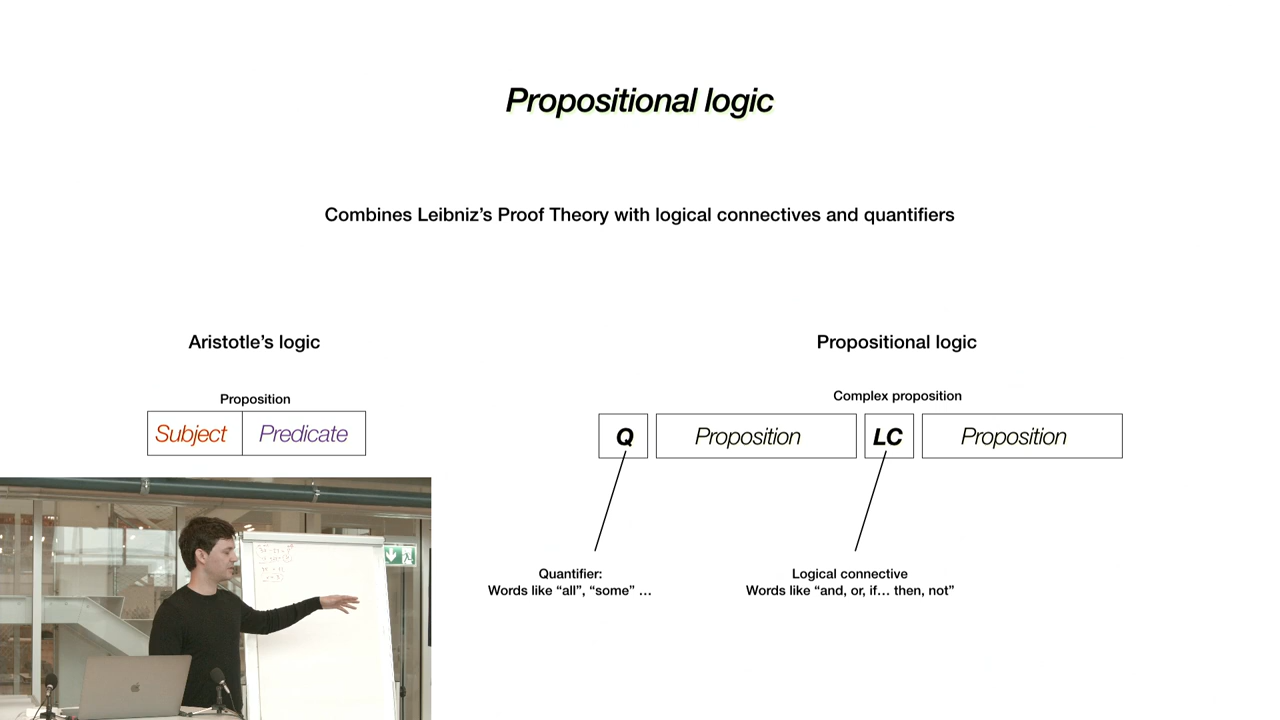 Propositional logic
Combines Leibniz's Proof Theory with logical connectives and quantifiers
Aristotle's logic
Proposition
Subject Predicate
Propositional logic
Complex proposition
Q Proposition LC Proposition
Quantifier:
Words like "all", "some" …
Logical connective
Words like "and, or, if… then, not"